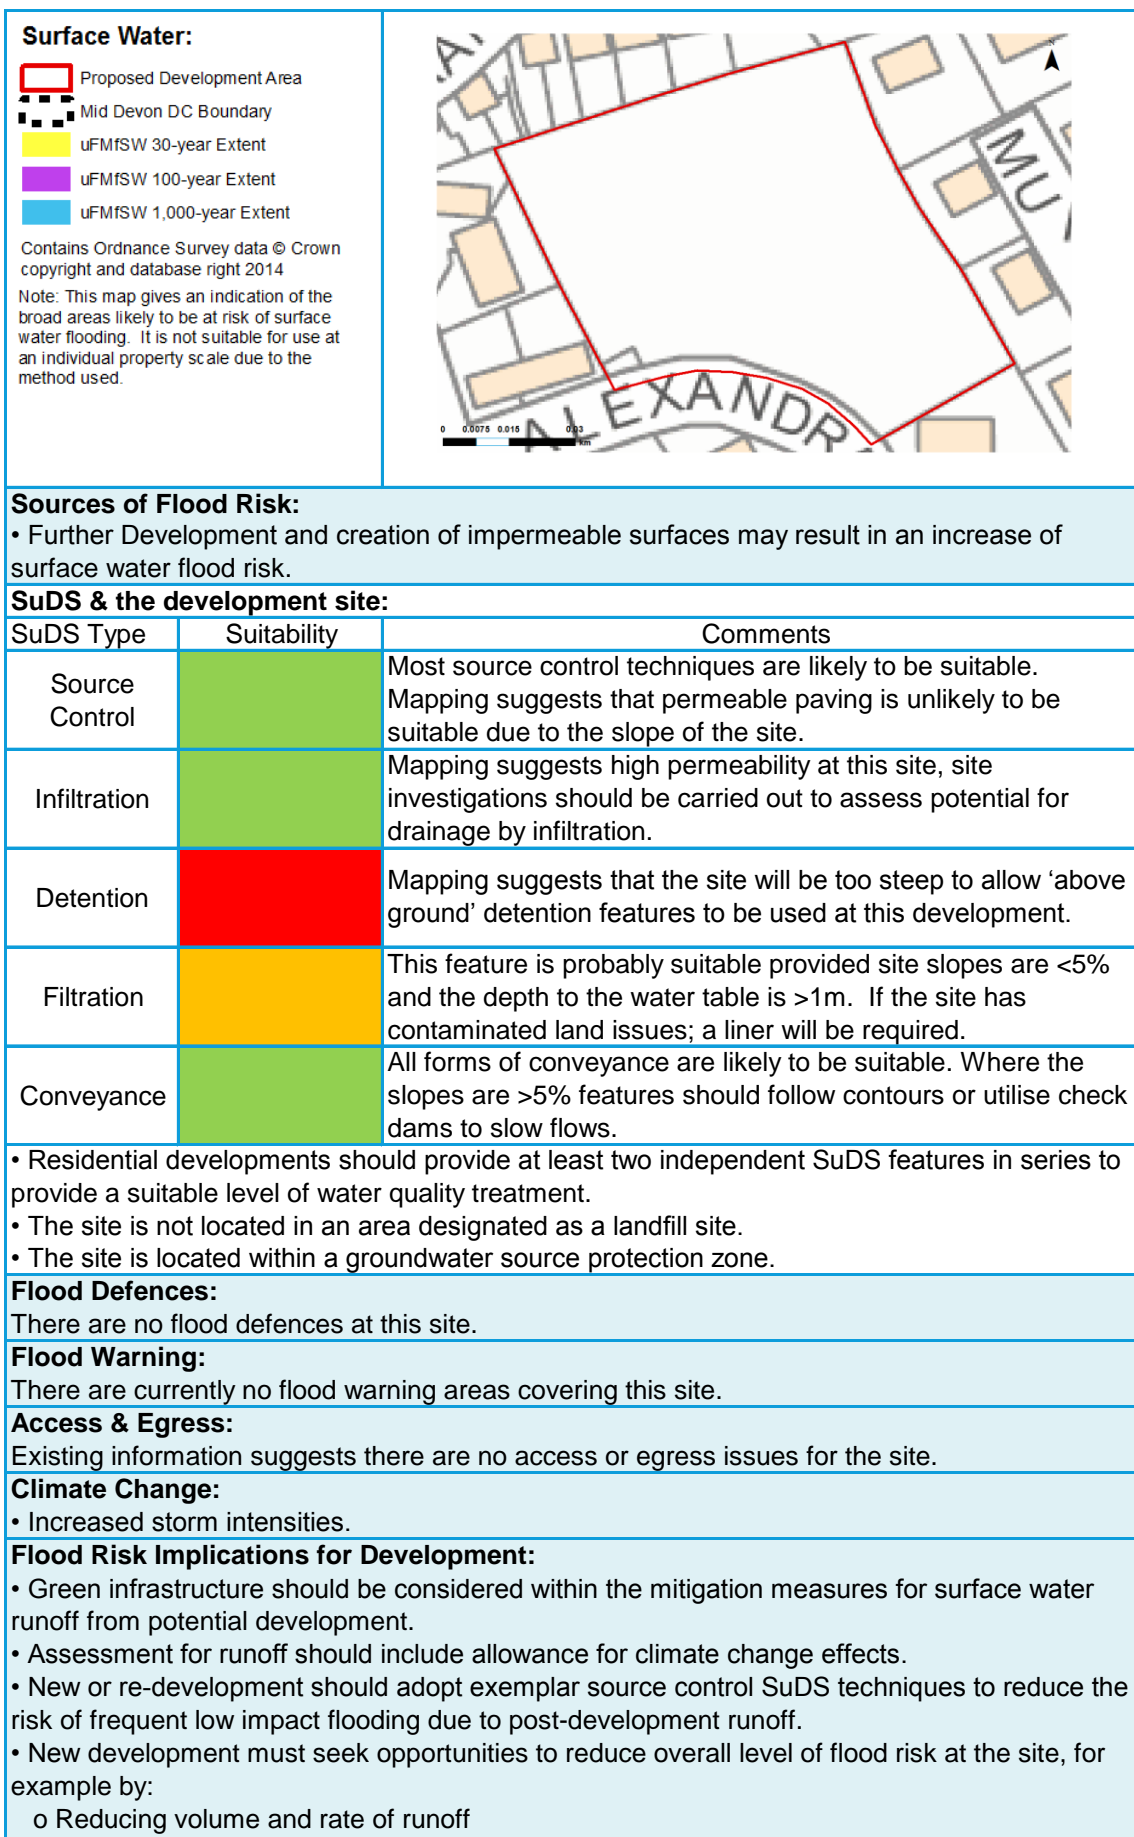 Surface Water:
Proposed Development Area
Mid Devon DC Boundary
uFMfSW 30-year Extent
uFMfSW 100-year Extent
uFMfSW 1,000-year Extent
Contains Ordnance Survey data © Crown
copyright and database right 2014
Note: This map gives an indication of the
broad areas likely to be at risk of surface
water flooding.  It is not suitable for use at
an individual property scale due to the
method used.
N
MU
ALEXANDR
0 0.0075 0.015 0.03
km
Sources of Flood Risk:
• Further Development and creation of impermeable surfaces may result in an increase of
surface water flood risk.
SuDS & the development site:
SuDS Type Suitability Comments
Source
Control
Most source control techniques are likely to be suitable.
Mapping suggests that permeable paving is unlikely to be
suitable due to the slope of the site.
Infiltration
Mapping suggests high permeability at this site, site
investigations should be carried out to assess potential for
drainage by infiltration.
Detention
Mapping suggests that the site will be too steep to allow ‘above
ground’ detention features to be used at this development.
Filtration
This feature is probably suitable provided site slopes are <5%
and the depth to the water table is >1m.  If the site has
contaminated land issues; a liner will be required.
Conveyance
All forms of conveyance are likely to be suitable. Where the
slopes are >5% features should follow contours or utilise check
dams to slow flows.
• Residential developments should provide at least two independent SuDS features in series to
provide a suitable level of water quality treatment.
• The site is not located in an area designated as a landfill site.
• The site is located within a groundwater source protection zone.
Flood Defences:
There are no flood defences at this site.
Flood Warning:
There are currently no flood warning areas covering this site.
Access & Egress:
Existing information suggests there are no access or egress issues for the site.
Climate Change:
• Increased storm intensities.
Flood Risk Implications for Development:
• Green infrastructure should be considered within the mitigation measures for surface water
runoff from potential development.
• Assessment for runoff should include allowance for climate change effects.
• New or re-development should adopt exemplar source control SuDS techniques to reduce the
risk of frequent low impact flooding due to post-development runoff.
• New development must seek opportunities to reduce overall level of flood risk at the site, for
example by:
o Reducing volume and rate of runoff